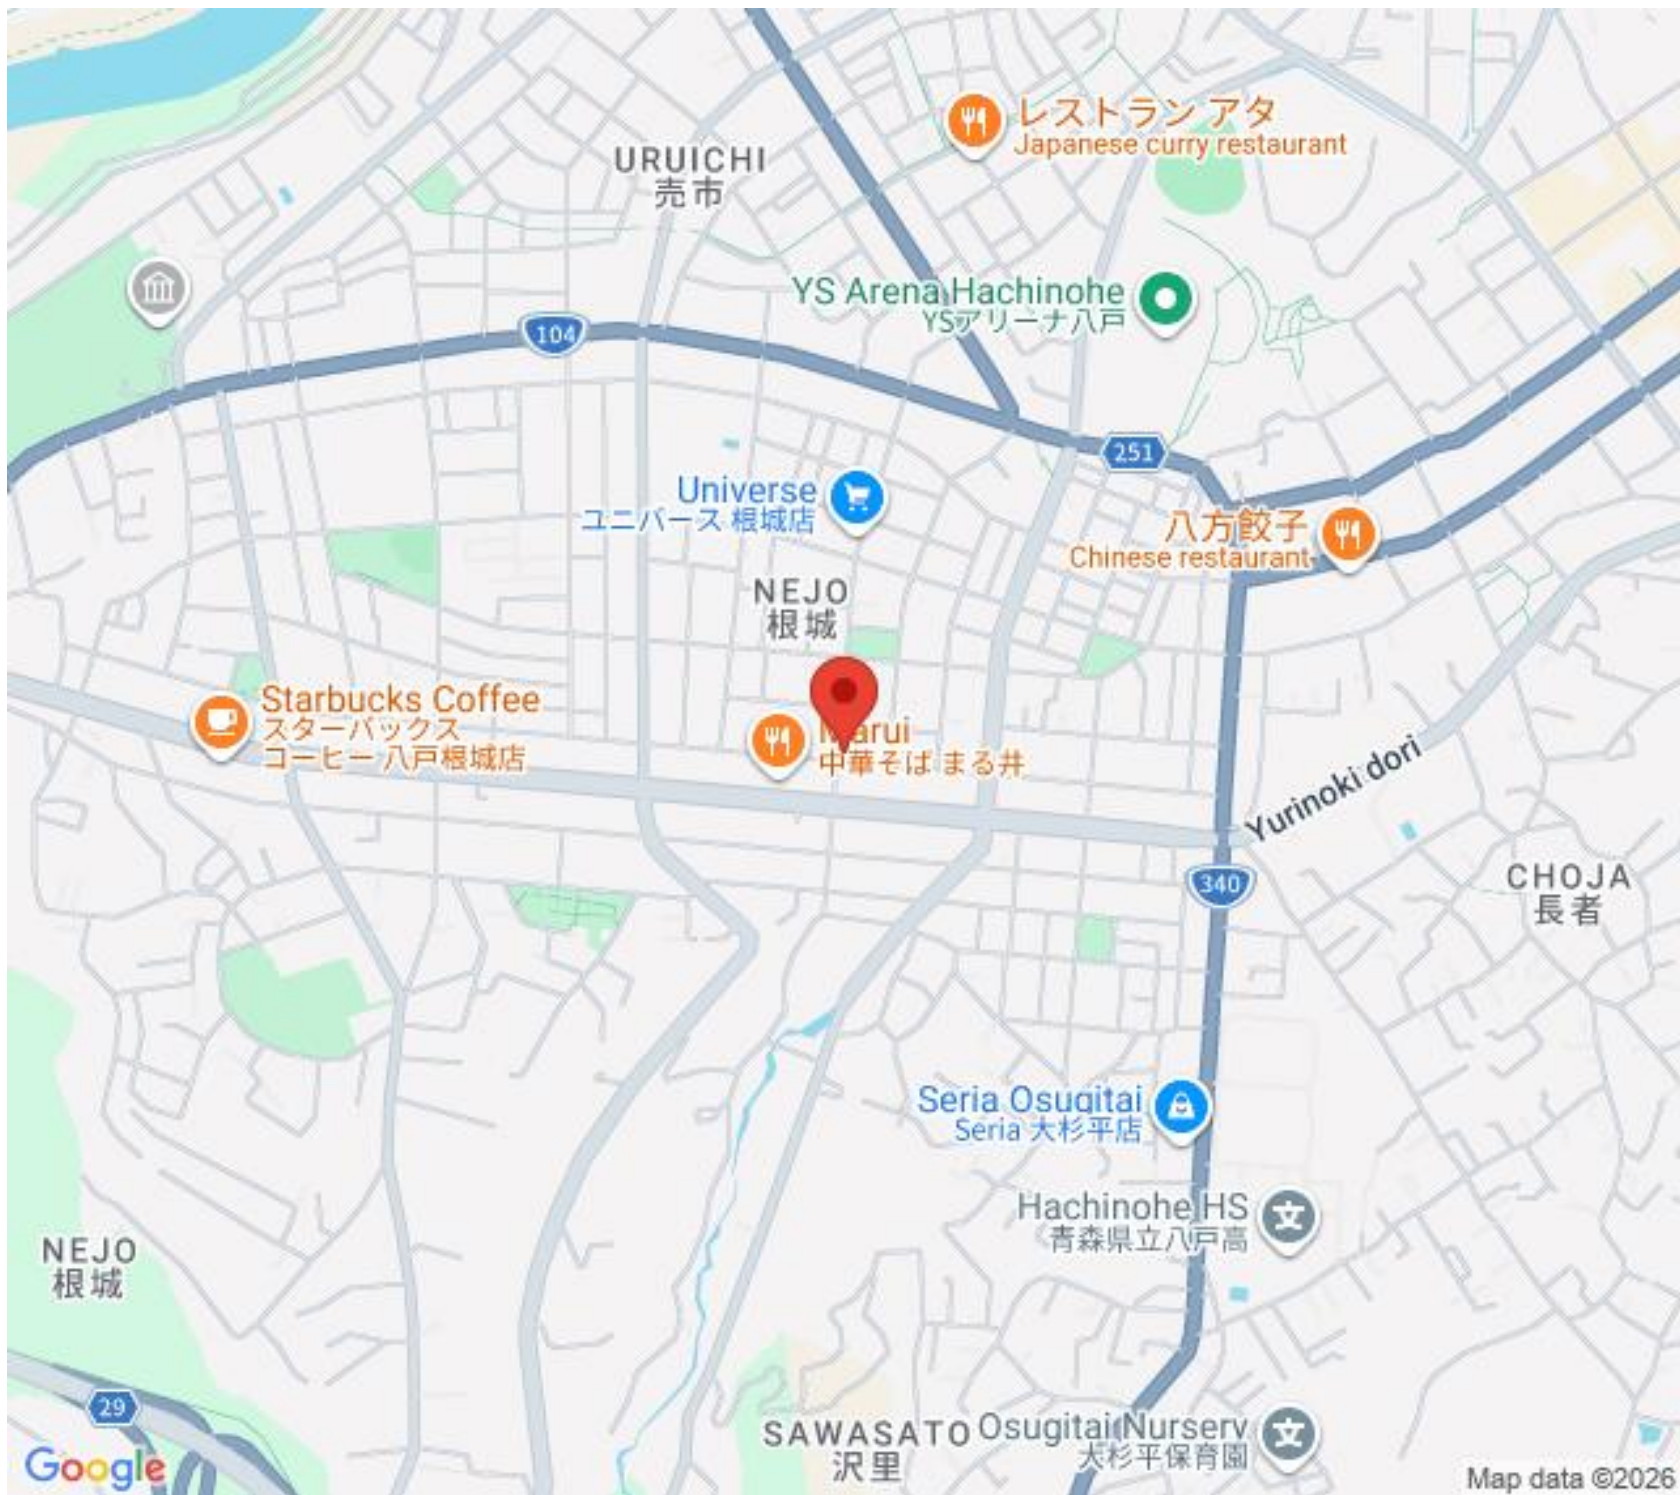 レストラン アタ
Japanese curry restaurant
URUICHI
売市
YS Arena Hachinohe
YSアリーナ八戸
104
251
Universe
ユニバース 根城店
八方餃子
Chinese restaurant
NEJO
根城
Starbucks Coffee
スターバックス
コーヒー 八戸根城店
Marui
中華そば まる井
Yurinoki dori
340
CHOJA
長者
Seria Osugitai
Seria 大杉平店
Hachinohe HS
青森県立八戸高
NEJO
根城
29
SAWASATO
沢里
Osugitai Nurserv
大杉平保育園
Google
Map data ©2026